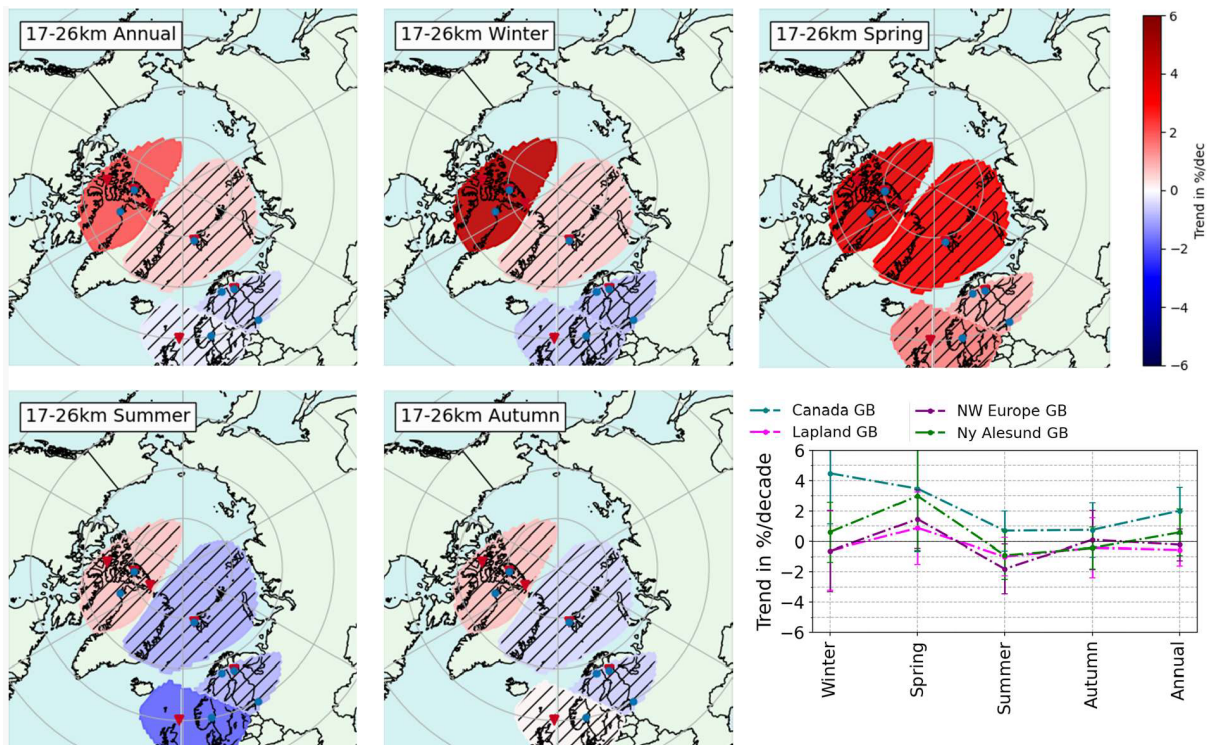 17-26km Annual
17-26km Winter
17-26km Spring
6
4
2
0
−2
−4
−6
Trend in %/dec
17-26km Summer
17-26km Autumn
Canada GB
Lapland GB
NW Europe GB
Ny Alesund GB
Trend in %/decade
6
4
2
0
−2
−4
−6
Winter
Spring
Summer
Autumn
Annual